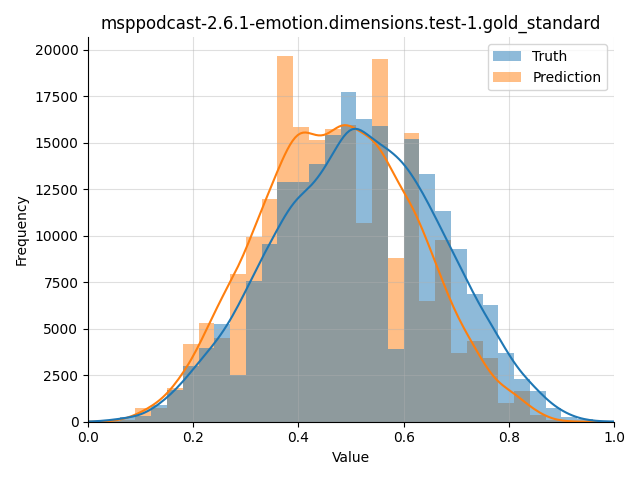 msppodcast-2.6.1-emotion.dimensions.test-1.gold_standard
Truth
Prediction
Frequency
20000
17500
15000
12500
10000
7500
5000
2500
0
0.0 0.2 0.4 0.6 0.8 1.0
Value